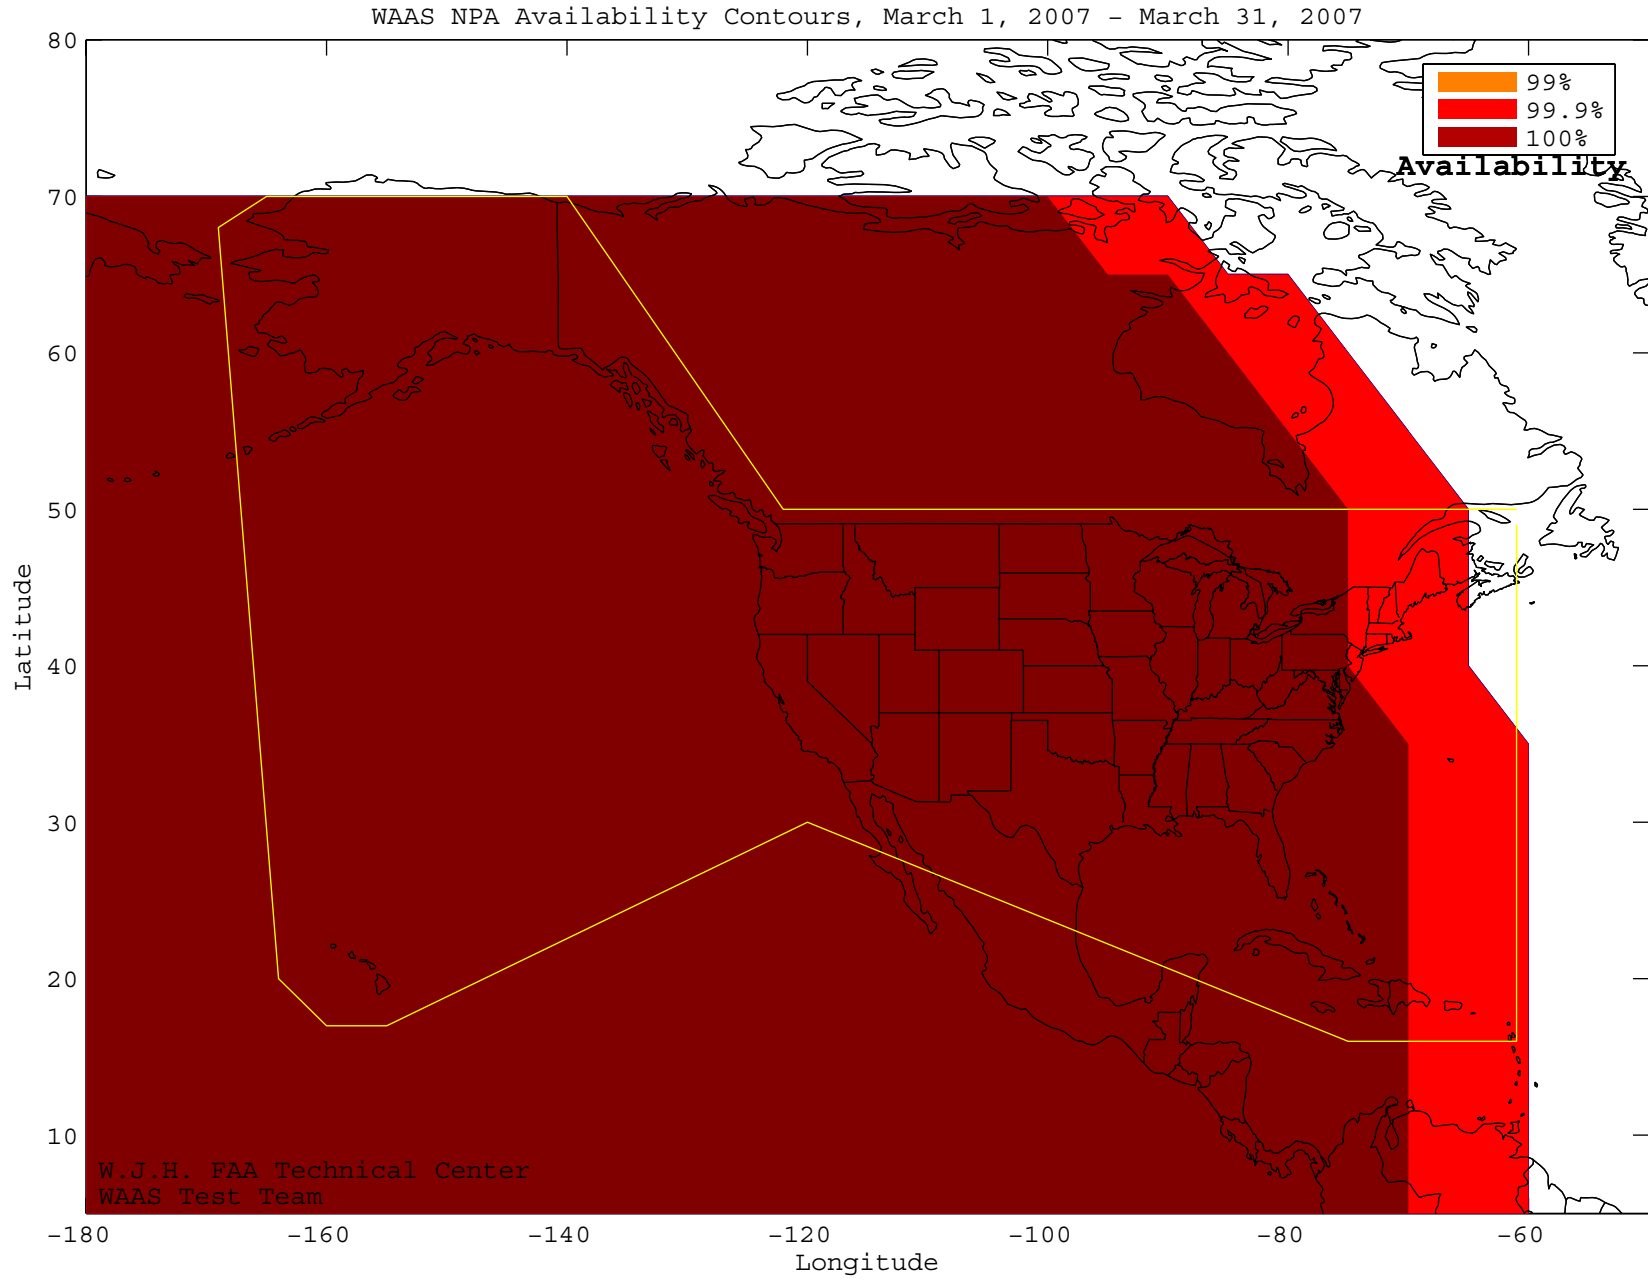 WAAS NPA Availability Contours, March 1, 2007 - March 31, 2007
80
70
60
50
40
30
20
10
Latitude
99%
99.9%
100%
Availability
W.J.H. FAA Technical Center
WAAS Test Team
-180 -160 -140 -120 -100 -80 -60
Longitude